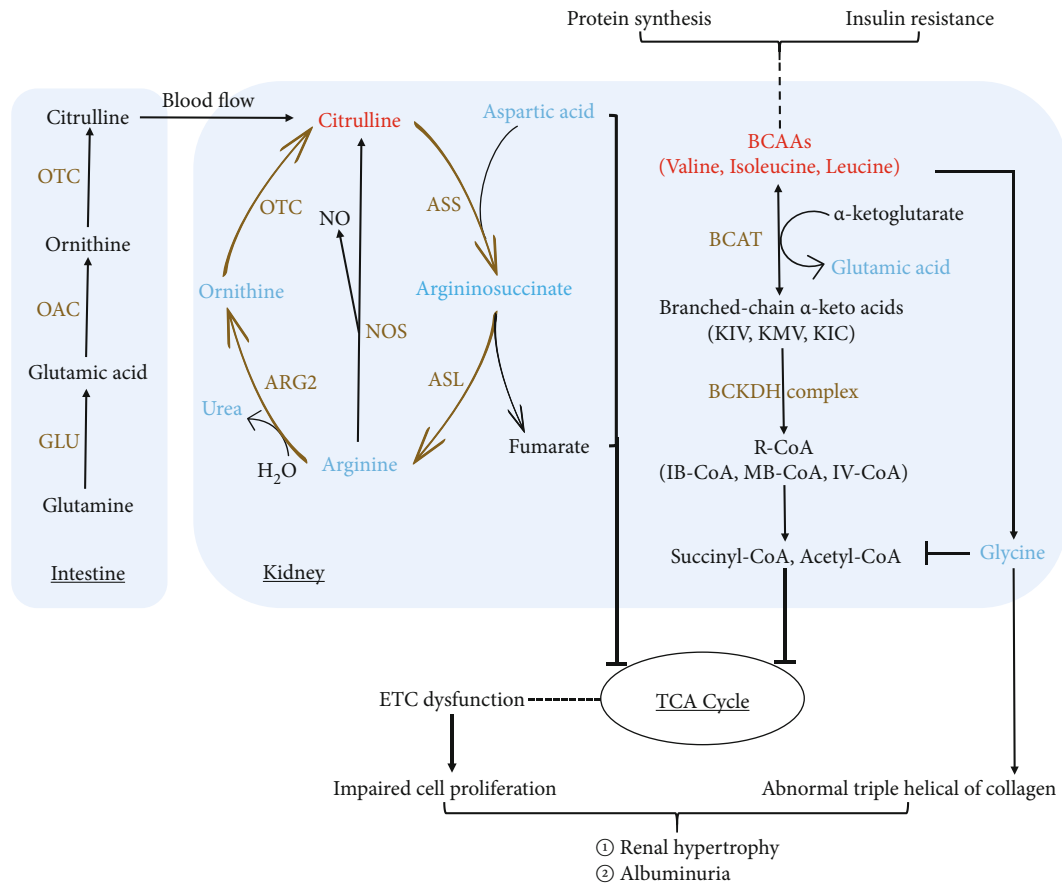 Protein synthesis
Insulin resistance
Citrulline
Blood flow
Citrulline
Aspartic acid
BCAAs
(Valine, Isoleucine, Leucine)
OTC
OTC
NO
ASS
BCAT
α-ketoglutarate
Glutamic acid
Ornithine
Ornithine
Argininosuccinate
Branched-chain α-keto acids
(KIV, KMV, KIC)
OAC
NOS
Glutamic acid
ARG2
ASL
BCKDH complex
Urea
GLU
H₂O
Arginine
Fumarate
R-CoA
(IB-CoA, MB-CoA, IV-CoA)
Glutamine
Intestine
Kidney
Succinyl-CoA, Acetyl-CoA
Glycine
ETC dysfunction
TCA Cycle
Impaired cell proliferation
Abnormal triple helical of collagen
① Renal hypertrophy
② Albuminuria